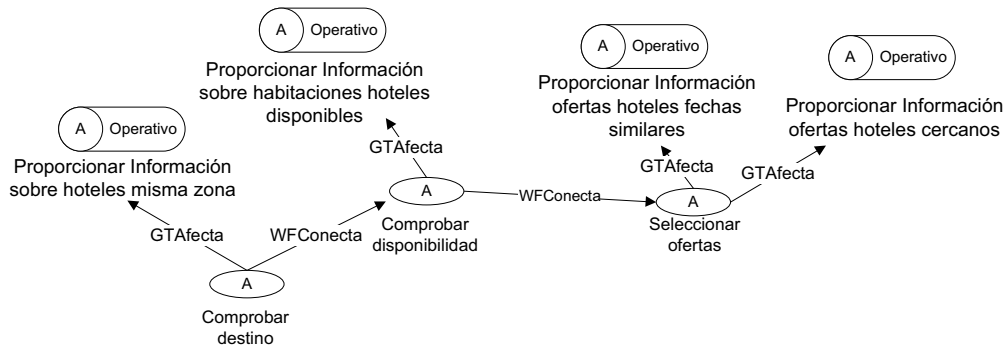 A Operativo
Proporcionar Información
sobre habitaciones hoteles
disponibles
A Operativo
Proporcionar Información
ofertas hoteles fechas
similares
A Operativo
Proporcionar Información
ofertas hoteles cercanos
A Operativo
Proporcionar Información
sobre hoteles misma zona
GTAfecta
GTAfecta
GTAfecta
GTAfecta
WFConecta
WFConecta
A
Comprobar
disponibilidad
A
Seleccionar
ofertas
A
Comprobar
destino